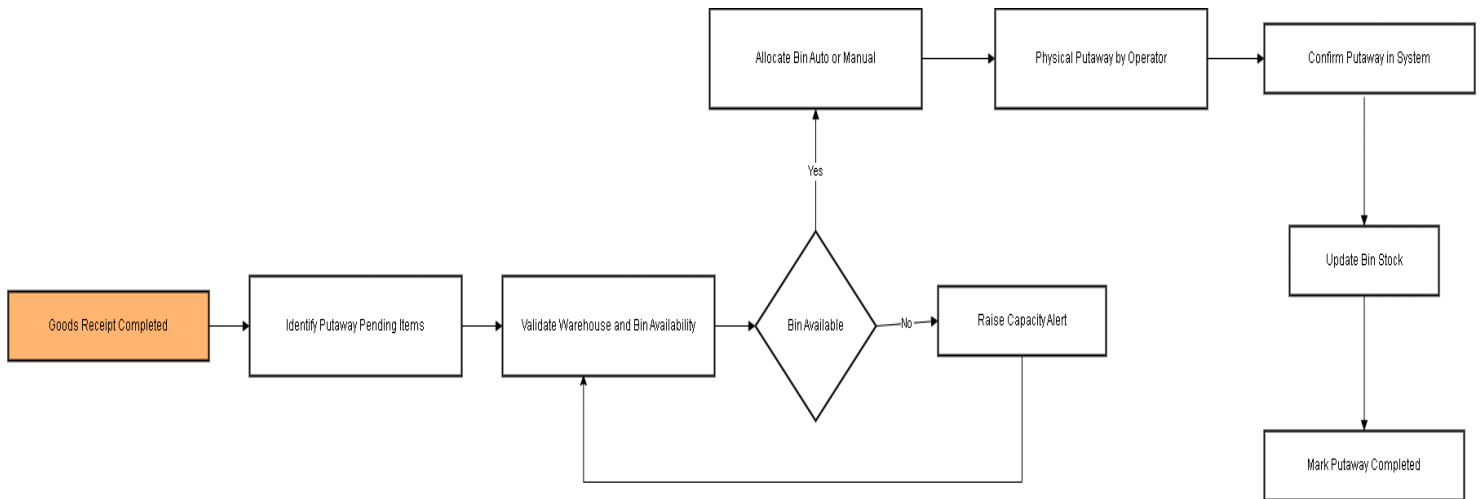 Allocate Bin Auto or Manual
Physical Putaway by Operator
Confirm Putaway in System
Yes
Update Bin Stock
Goods Receipt Completed
Identify Putaway Pending Items
Validate Warehouse and Bin Availability
Bin Available
No
Raise Capacity Alert
Mark Putaway Completed